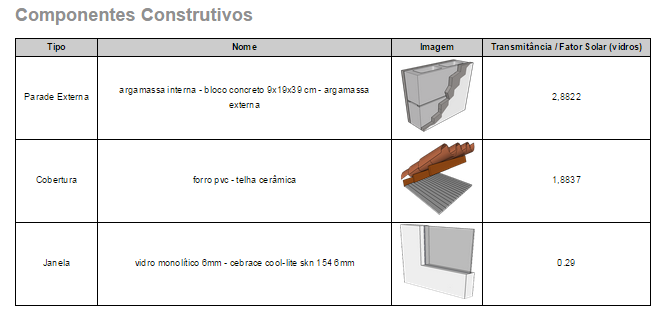 Componentes Construtivos
Tipo Nome Imagem Transmitância / Fator Solar (vidros)
Parade Externa
argamassa interna - bloco concreto 9x19x39 cm - argamassa
externa
2,8822
Cobertura forro pvc - telha cerâmica 1,8837
Janela vidro monolítico 6mm - cebrace cool-lite skn 154 6mm 0.29